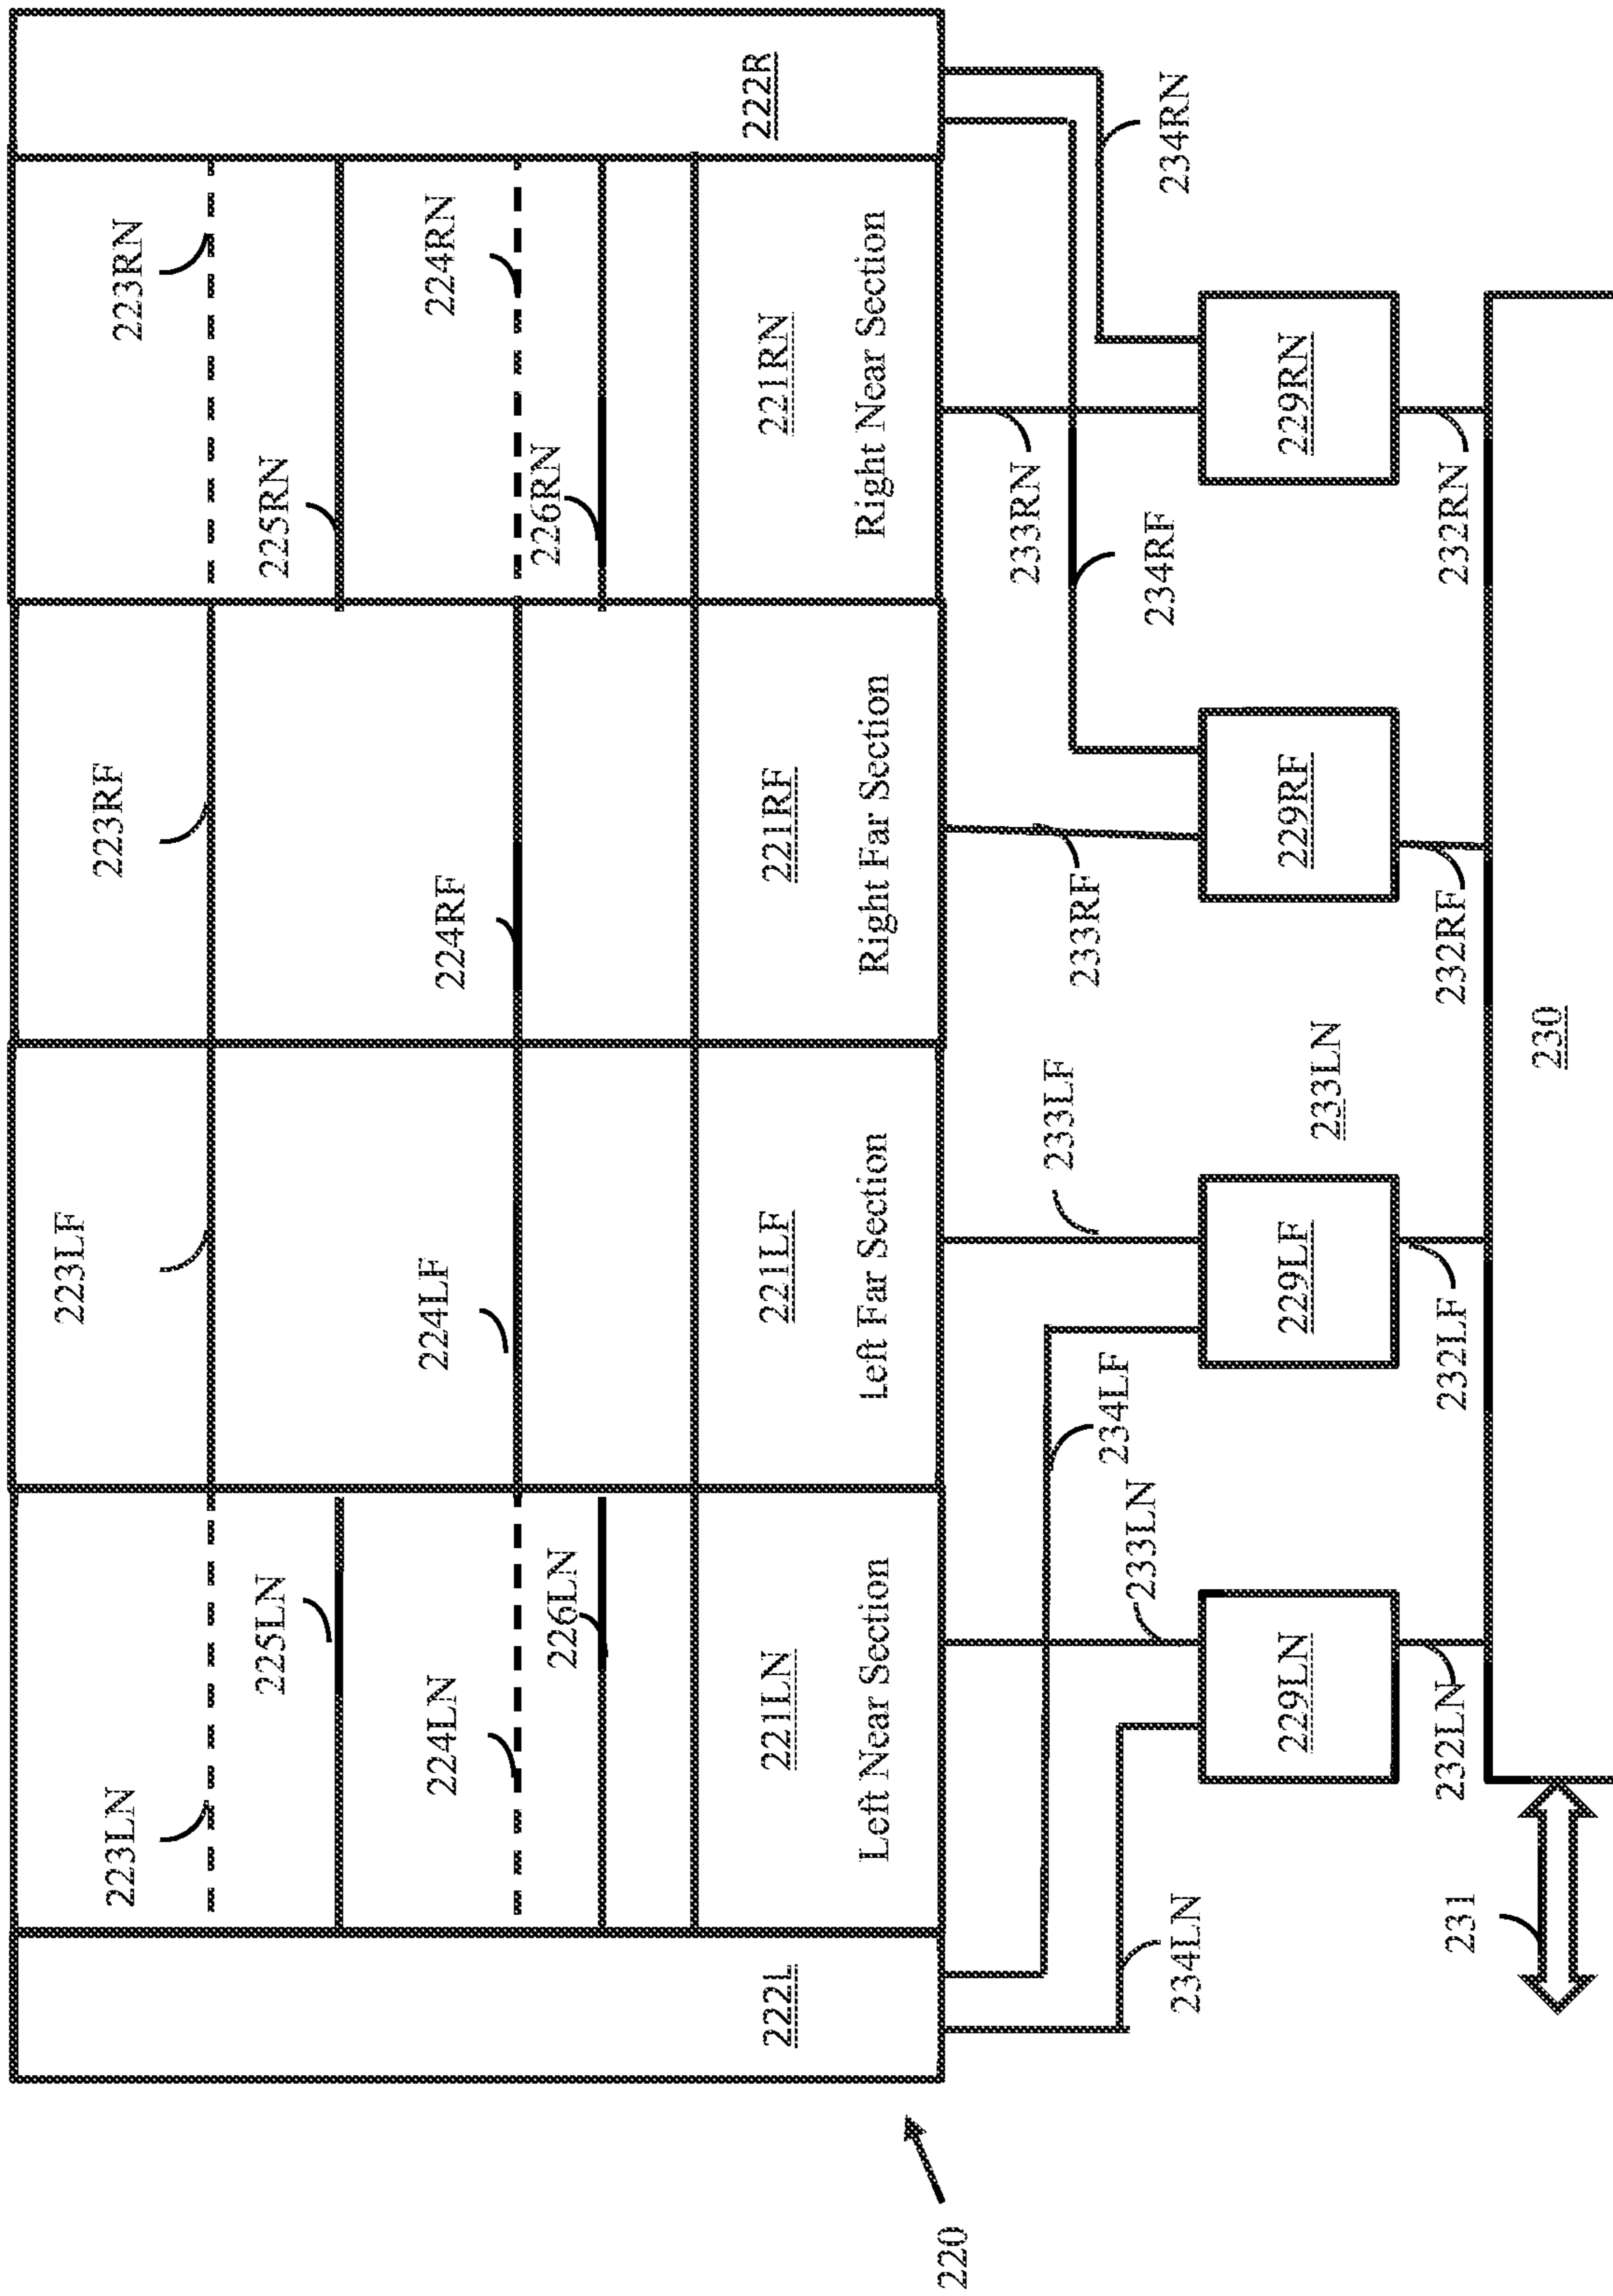 223LN
223LF
223RF
223RN
225LN
225RN
224LN
224LF
224RF
224RN
226LN
226RN
222L
221LN
221LF
221RF
221RN
222R
Left Near Section
Left Far Section
Right Far Section
Right Near Section
220
233LF
233RF
233RN
234LN
233LN
234LF
234RF
234RN
229LN
229LF
233LN
229RF
229RN
231
232LN
232LF
232RF
232RN
230